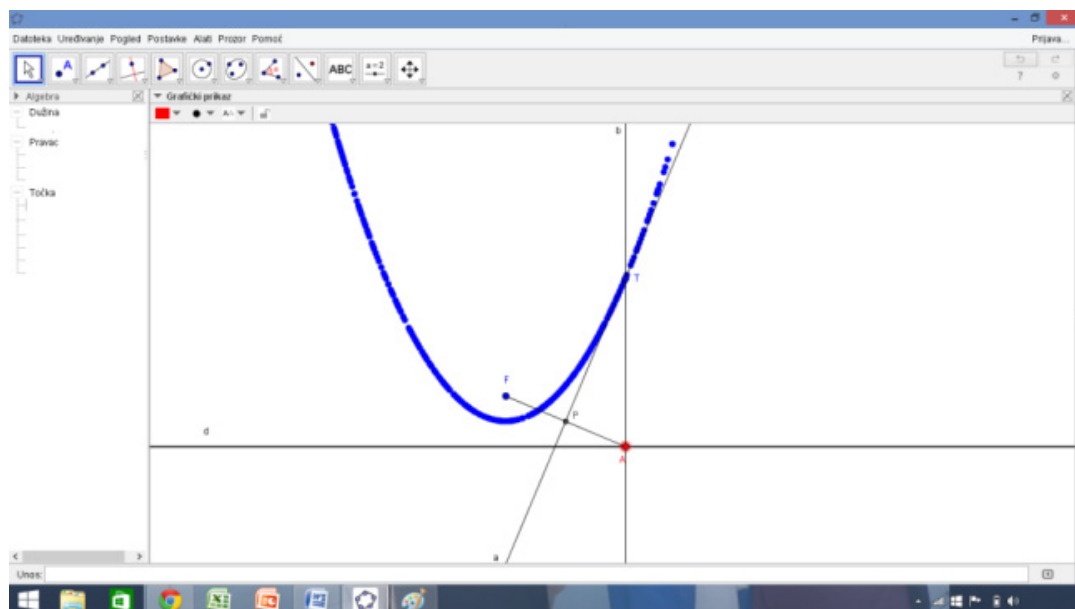 Datoteka Uređivanje Pogled Postavke Alati Prozor Pomoć
Prijava...
A
ABC
a=2
?
Algebra
Grafički prikaz
Dužina
Pravac
Točka
b
T
F
P
d
A
a
Unos: